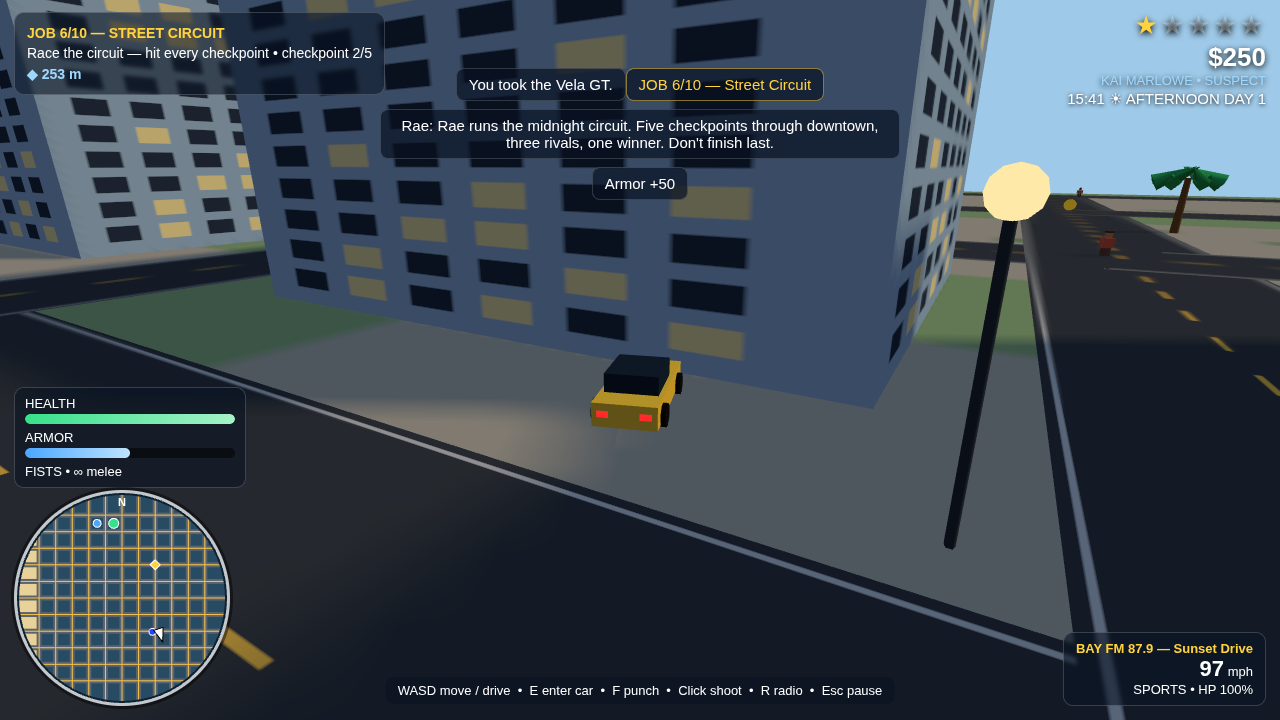 JOB 6/10 — STREET CIRCUIT
Race the circuit — hit every checkpoint • checkpoint 2/5
◆ 253 m
You took the Vela GT.
JOB 6/10 — Street Circuit
Rae: Rae runs the midnight circuit. Five checkpoints through downtown,
three rivals, one winner. Don't finish last.
Armor +50
★★★★★
$250
KAI MARLOWE • SUSPECT
15:41 ☀ AFTERNOON DAY 1
HEALTH
ARMOR
FISTS • ∞ melee
N
WASD move / drive • E enter car • F punch • Click shoot • R radio • Esc pause
BAY FM 87.9 — Sunset Drive
97 mph
SPORTS • HP 100%